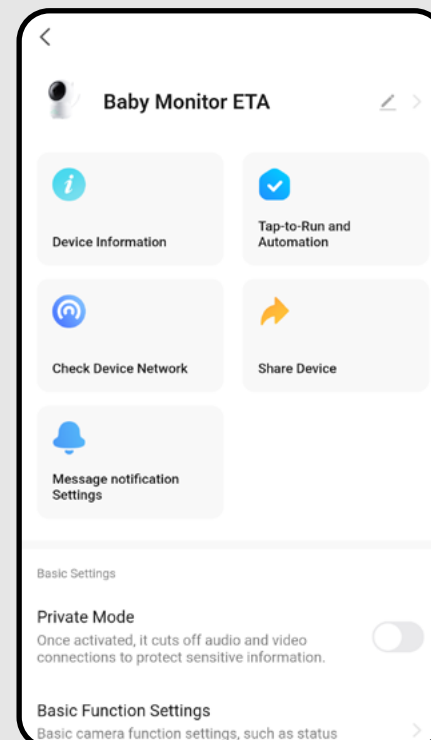 Baby Monitor ETA
Device Information
Tap-to-Run and
Automation
Check Device Network
Share Device
Message notification
Settings
Basic Settings
Private Mode
Once activated, it cuts off audio and video
connections to protect sensitive information.
Basic Function Settings
Basic camera function settings, such as status